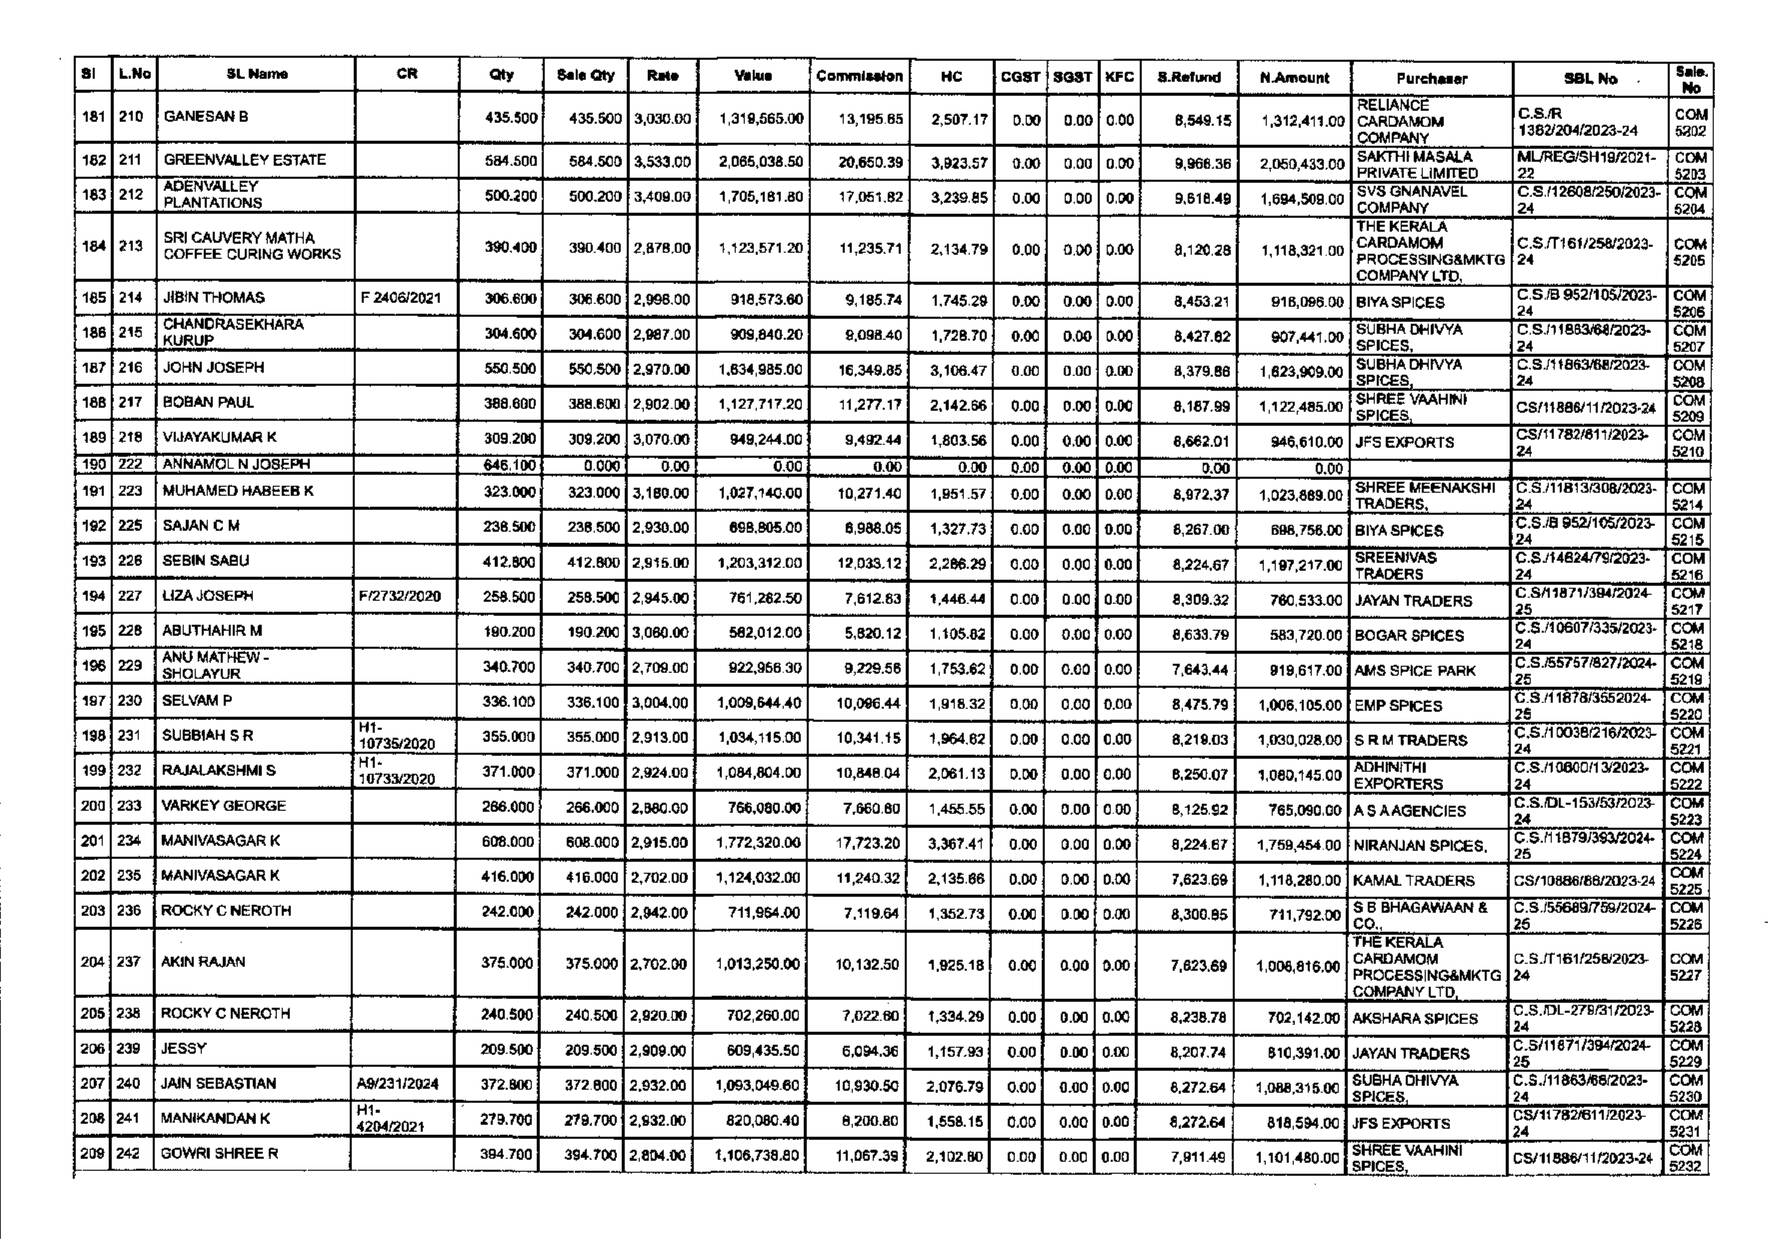 Sl L.No SL Name CR Qty Sale Qty Rate Value Commission HC CGST SGST KFC S.Refund N.Amount Purchaser SBL No Sale. No
181 210 GANESAN B 435.500 435.500 3,030.00 1,319,565.00 13,195.65 2,507.17 0.00 0.00 0.00 8,549.15 1,312,411.00 RELIANCE CARDAMOM COMPANY C.S./R 1382/204/2023-24 COM 5202
182 211 GREENVALLEY ESTATE 584.500 584.500 3,533.00 2,065,038.50 20,650.39 3,923.57 0.00 0.00 0.00 9,968.36 2,050,433.00 SAKTHI MASALA PRIVATE LIMITED ML/REG/SH19/2021-22 COM 5203
183 212 ADENVALLEY PLANTATIONS 500.200 500.200 3,409.00 1,705,181.80 17,051.82 3,239.85 0.00 0.00 0.00 9,618.49 1,694,509.00 SVS GNANAVEL COMPANY C.S./12608/250/2023-24 COM 5204
184 213 SRI CAUVERY MATHA COFFEE CURING WORKS 390.400 390.400 2,878.00 1,123,571.20 11,235.71 2,134.79 0.00 0.00 0.00 8,120.28 1,118,321.00 THE KERALA CARDAMOM PROCESSING&MKTG COMPANY LTD, C.S./T161/258/2023-24 COM 5205
185 214 JIBIN THOMAS F 2406/2021 306.600 306.600 2,996.00 918,573.60 9,185.74 1,745.29 0.00 0.00 0.00 8,453.21 916,096.00 BIYA SPICES C.S./B 952/105/2023-24 COM 5206
186 215 CHANDRASEKHARA KURUP 304.600 304.600 2,987.00 909,840.20 9,098.40 1,728.70 0.00 0.00 0.00 8,427.82 907,441.00 SUBHA DHIVYA SPICES, C.S./11863/68/2023-24 COM 5207
187 216 JOHN JOSEPH 550.500 550.500 2,970.00 1,634,985.00 16,349.85 3,106.47 0.00 0.00 0.00 8,379.86 1,623,909.00 SUBHA DHIVYA SPICES, C.S./11863/68/2023-24 COM 5208
188 217 BOBAN PAUL 388.600 388.600 2,902.00 1,127,717.20 11,277.17 2,142.66 0.00 0.00 0.00 8,187.99 1,122,485.00 SHREE VAAHINI SPICES, CS/11886/11/2023-24 COM 5209
189 218 VIJAYAKUMAR K 309.200 309.200 3,070.00 949,244.00 9,492.44 1,803.56 0.00 0.00 0.00 8,662.01 946,610.00 JFS EXPORTS CS/11782/611/2023-24 COM 5210
190 222 ANNAMOL N JOSEPH 646.100 0.000 0.00 0.00 0.00 0.00 0.00 0.00 0.00 0.00 0.00
191 223 MUHAMED HABEEB K 323.000 323.000 3,180.00 1,027,140.00 10,271.40 1,951.57 0.00 0.00 0.00 8,972.37 1,023,889.00 SHREE MEENAKSHI TRADERS, C.S./11813/308/2023-24 COM 5214
192 225 SAJAN C M 238.500 238.500 2,930.00 698,805.00 6,988.05 1,327.73 0.00 0.00 0.00 8,267.00 698,756.00 BIYA SPICES C.S./B 952/105/2023-24 COM 5215
193 226 SEBIN SABU 412.800 412.800 2,915.00 1,203,312.00 12,033.12 2,286.29 0.00 0.00 0.00 8,224.67 1,197,217.00 SREENIVAS TRADERS C.S./14624/79/2023-24 COM 5216
194 227 LIZA JOSEPH F/2732/2020 258.500 258.500 2,945.00 761,282.50 7,612.83 1,446.44 0.00 0.00 0.00 8,309.32 760,533.00 JAYAN TRADERS C.S/11871/394/2024-25 COM 5217
195 228 ABUTHAHIR M 190.200 190.200 3,060.00 582,012.00 5,820.12 1,105.82 0.00 0.00 0.00 8,633.79 583,720.00 BOGAR SPICES C.S./10607/335/2023-24 COM 5218
196 229 ANU MATHEW - SHOLAYUR 340.700 340.700 2,709.00 922,956.30 9,229.56 1,753.62 0.00 0.00 0.00 7,643.44 919,617.00 AMS SPICE PARK C.S./55757/827/2024-25 COM 5219
197 230 SELVAM P 336.100 336.100 3,004.00 1,009,644.40 10,096.44 1,918.32 0.00 0.00 0.00 8,475.79 1,006,105.00 EMP SPICES C.S./11878/3552024-25 COM 5220
198 231 SUBBIAH S R H1-10735/2020 355.000 355.000 2,913.00 1,034,115.00 10,341.15 1,964.82 0.00 0.00 0.00 8,219.03 1,030,028.00 S R M TRADERS C.S./10038/216/2023-24 COM 5221
199 232 RAJALAKSHMI S H1-10733/2020 371.000 371.000 2,924.00 1,084,804.00 10,848.04 2,061.13 0.00 0.00 0.00 8,250.07 1,080,145.00 ADHINITHI EXPORTERS C.S./10600/13/2023-24 COM 5222
200 233 VARKEY GEORGE 266.000 266.000 2,880.00 766,080.00 7,660.80 1,455.55 0.00 0.00 0.00 8,125.92 765,090.00 A S A AGENCIES C.S./DL-153/53/2023-24 COM 5223
201 234 MANIVASAGAR K 608.000 608.000 2,915.00 1,772,320.00 17,723.20 3,367.41 0.00 0.00 0.00 8,224.67 1,759,454.00 NIRANJAN SPICES, C.S./11879/393/2024-25 COM 5224
202 235 MANIVASAGAR K 416.000 416.000 2,702.00 1,124,032.00 11,240.32 2,135.66 0.00 0.00 0.00 7,623.69 1,118,280.00 KAMAL TRADERS CS/10886/88/2023-24 COM 5225
203 236 ROCKY C NEROTH 242.000 242.000 2,942.00 711,964.00 7,119.64 1,352.73 0.00 0.00 0.00 8,300.85 711,792.00 S B BHAGAWAAN & CO., C.S./55689/759/2024-25 COM 5226
204 237 AKIN RAJAN 375.000 375.000 2,702.00 1,013,250.00 10,132.50 1,925.18 0.00 0.00 0.00 7,623.69 1,008,816.00 THE KERALA CARDAMOM PROCESSING&MKTG COMPANY LTD, C.S./T161/258/2023-24 COM 5227
205 238 ROCKY C NEROTH 240.500 240.500 2,920.00 702,260.00 7,022.60 1,334.29 0.00 0.00 0.00 8,238.78 702,142.00 AKSHARA SPICES C.S./DL-279/31/2023-24 COM 5228
206 239 JESSY 209.500 209.500 2,909.00 609,435.50 6,094.36 1,157.93 0.00 0.00 0.00 8,207.74 610,391.00 JAYAN TRADERS C.S/11871/394/2024-25 COM 5229
207 240 JAIN SEBASTIAN A9/231/2024 372.800 372.800 2,932.00 1,093,049.60 10,930.50 2,076.79 0.00 0.00 0.00 8,272.64 1,088,315.00 SUBHA DHIVYA SPICES, C.S./11863/68/2023-24 COM 5230
208 241 MANIKANDAN K H1-4204/2021 279.700 279.700 2,932.00 820,080.40 8,200.80 1,558.15 0.00 0.00 0.00 8,272.64 818,594.00 JFS EXPORTS CS/11782/611/2023-24 COM 5231
209 242 GOWRI SHREE R 394.700 394.700 2,804.00 1,106,738.80 11,067.39 2,102.80 0.00 0.00 0.00 7,911.49 1,101,480.00 SHREE VAAHINI SPICES, CS/11886/11/2023-24 COM 5232